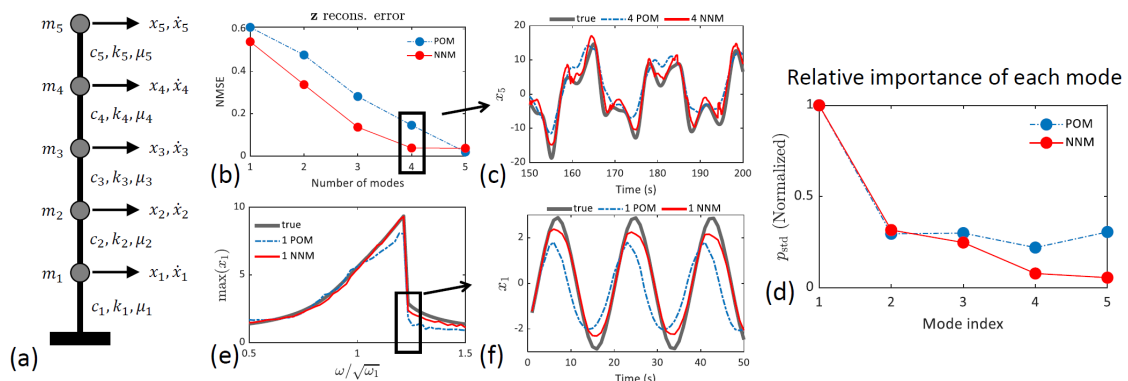 m₅ x₅, ẋ₅
c₅, k₅, μ₅
m₄ x₄, ẋ₄
c₄, k₄, μ₄
m₃ x₃, ẋ₃
c₃, k₃, μ₃
m₂ x₂, ẋ₂
c₂, k₂, μ₂
m₁ x₁, ẋ₁
c₁, k₁, μ₁
(a)
z recons. error
POM
NNM
NMSE
0.6
0.4
0.2
0
1 2 3 4 5
Number of modes
(b)
true 4 POM 4 NNM
x₅
20
10
0
-10
-20
150 160 170 180 190 200
Time (s)
(c)
Relative importance of each mode
POM
NNM
p_std (Normalized)
1
0.5
0
1 2 3 4 5
Mode index
(d)
true
1 POM
1 NNM
max(x₁)
10
5
0
0.5 1 1.5
ω/√ω₁
(e)
true 1 POM 1 NNM
x₁
2
0
-2
0 10 20 30 40 50
Time (s)
(f)